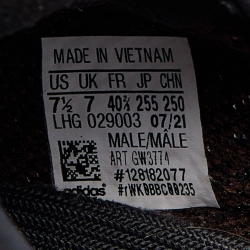 MADE IN VIETNAM
US UK FR JP CHN
7½ 7 40⅔ 255 250
LHG 029003 07/21
MALE/MÂLE
ART GW3774
#128182077
adidas #rWK0BBC00235